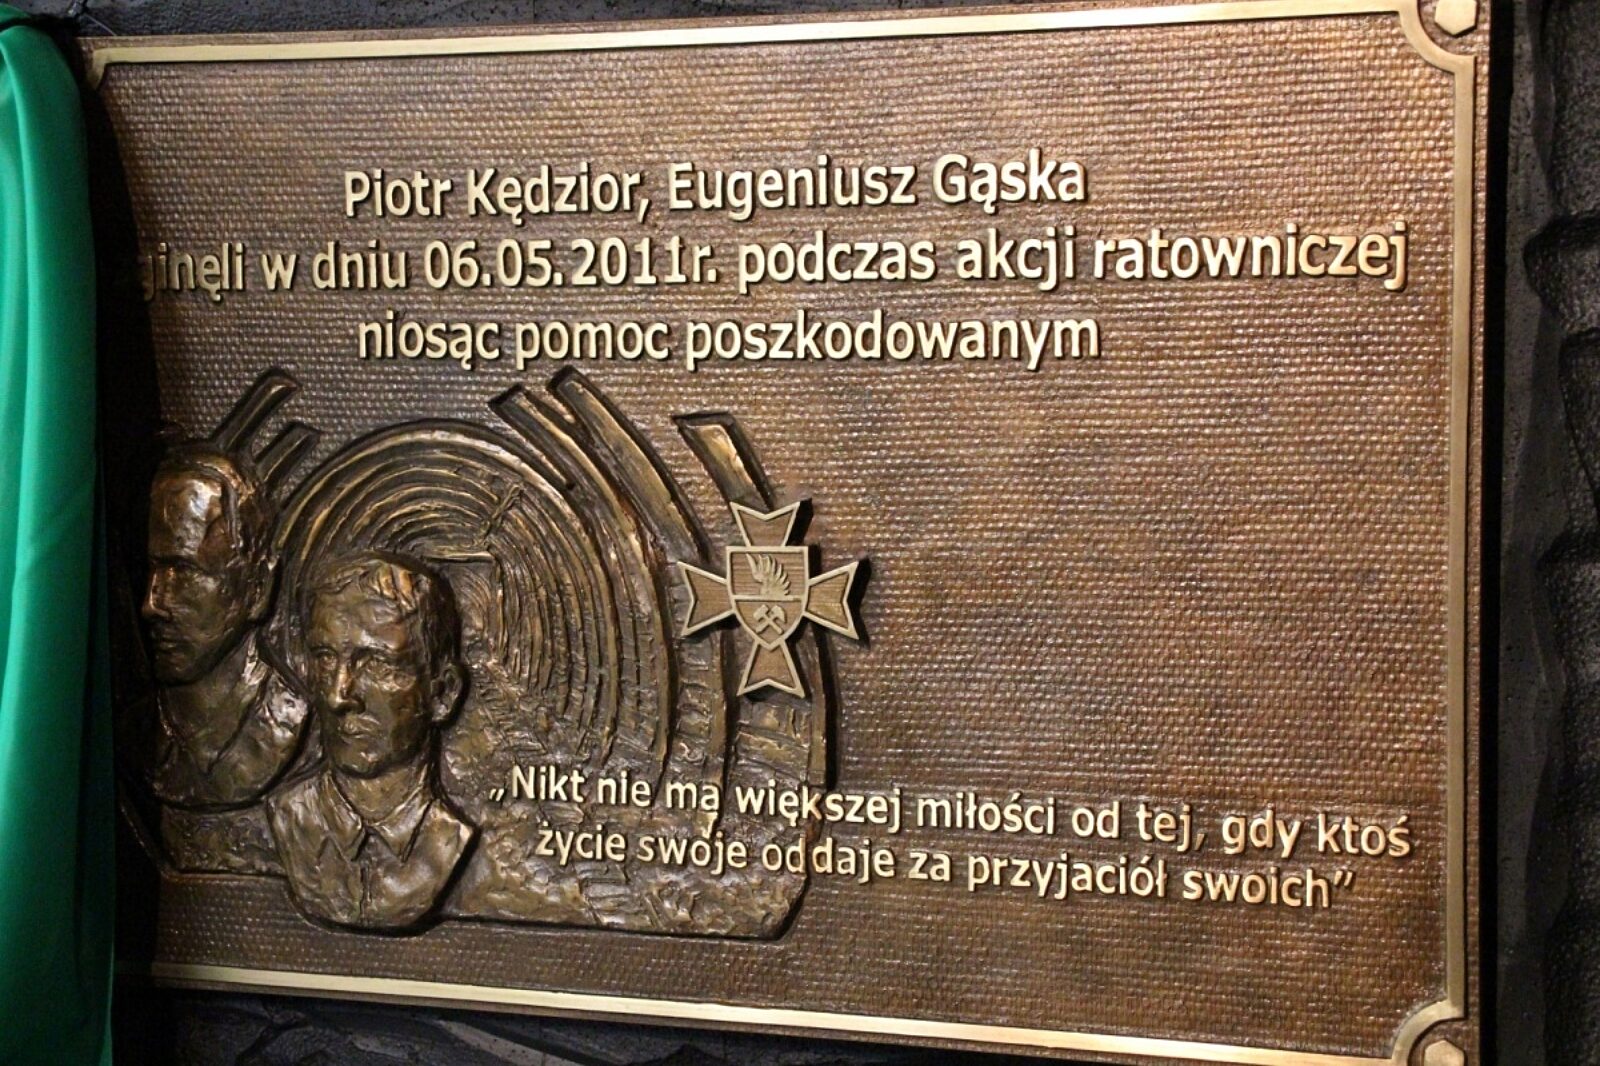 Piotr Kędzior, Eugeniusz Gąska
ginęli w dniu 06.05.2011r. podczas akcji ratowniczej
niosąc pomoc poszkodowanym
„Nikt nie ma większej miłości od tej, gdy ktoś
życie swoje oddaje za przyjaciół swoich”